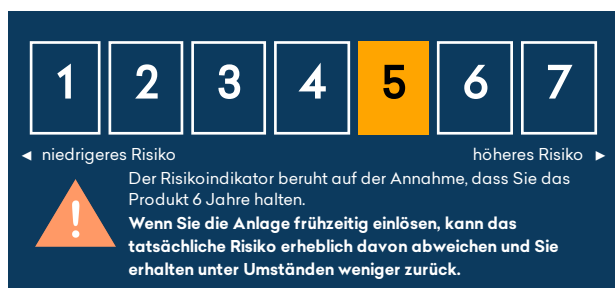 1 2 3 4 5 6 7
◄ niedrigeres Risiko höheres Risiko ►
Der Risikoindikator beruht auf der Annahme, dass Sie das
Produkt 6 Jahre halten.
Wenn Sie die Anlage frühzeitig einlösen, kann das
tatsächliche Risiko erheblich davon abweichen und Sie
erhalten unter Umständen weniger zurück.